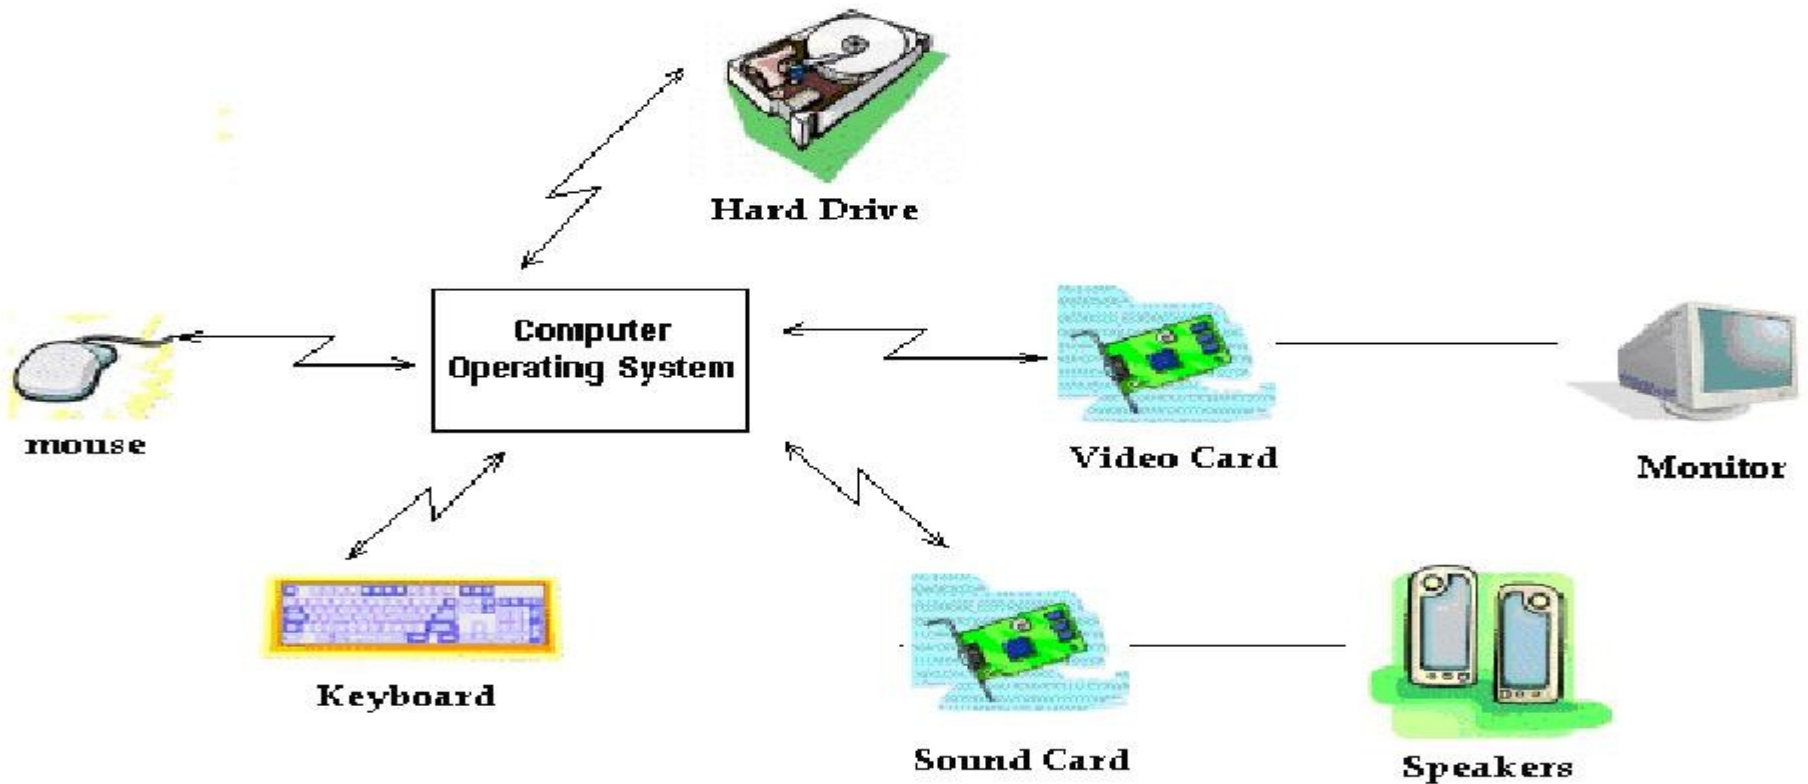 Hard Drive
Computer
Operating System
mouse
Video Card
Monitor
Keyboard
Sound Card
Speakers